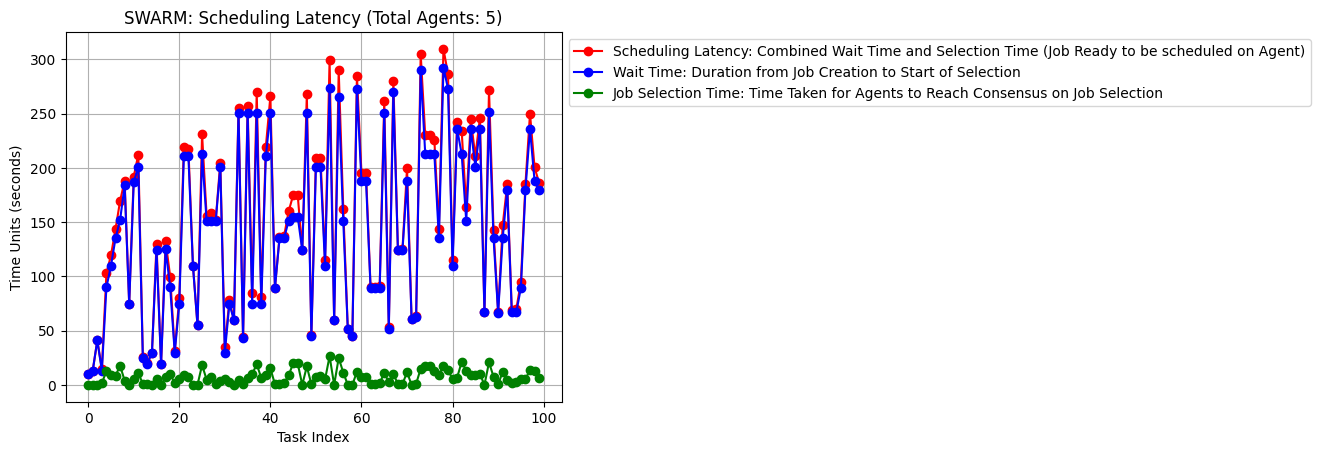 SWARM: Scheduling Latency (Total Agents: 5)
Scheduling Latency: Combined Wait Time and Selection Time (Job Ready to be scheduled on Agent)
Wait Time: Duration from Job Creation to Start of Selection
Job Selection Time: Time Taken for Agents to Reach Consensus on Job Selection
Time Units (seconds)
300
250
200
150
100
50
0
0 20 40 60 80 100
Task Index